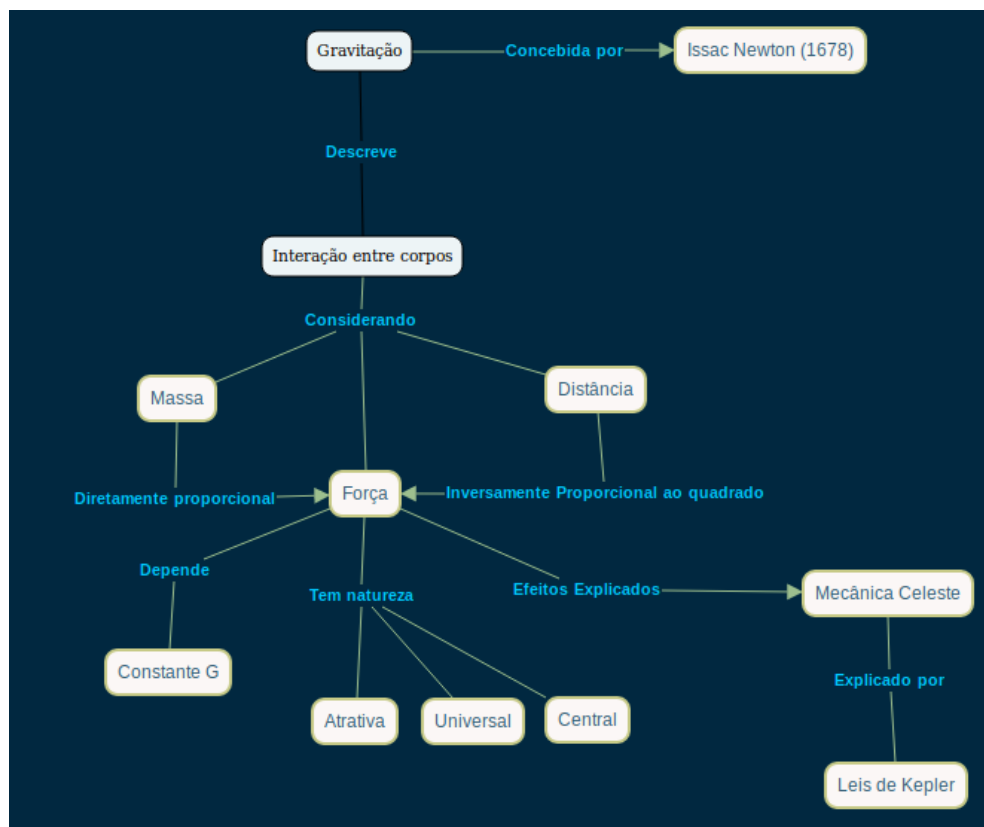 Gravitação
Concebida por
Issac Newton (1678)
Descreve
Interação entre corpos
Considerando
Massa
Distância
Diretamente proporcional
Força
Inversamente Proporcional ao quadrado
Depende
Tem natureza
Efeitos Explicados
Mecânica Celeste
Constante G
Atrativa
Universal
Central
Explicado por
Leis de Kepler